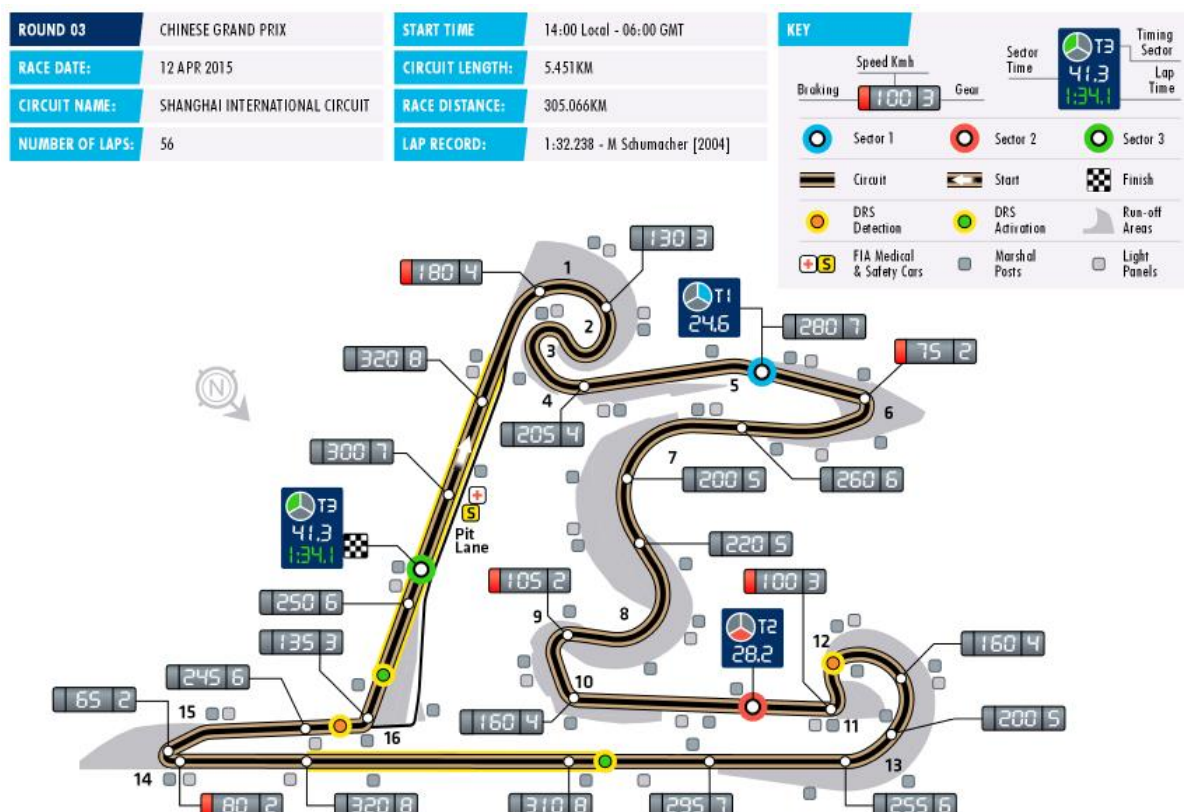 ROUND 03 CHINESE GRAND PRIX
RACE DATE: 12 APR 2015
CIRCUIT NAME: SHANGHAI INTERNATIONAL CIRCUIT
NUMBER OF LAPS: 56
START TIME 14:00 Local - 06:00 GMT
CIRCUIT LENGTH: 5.451KM
RACE DISTANCE: 305.066KM
LAP RECORD: 1:32.238 - M Schumacher [2004]
KEY
Speed Kmh
Braking 100 3 Gear
Sector Time
T3
41.3
1:34.1
Timing Sector
Lap Time
Sector 1
Sector 2
Sector 3
Circuit
Start
Finish
DRS Detection
DRS Activation
Run-off Areas
S
FIA Medical & Safety Cars
Marshal Posts
Light Panels
130 3
1
180 4
2
T1
24.6
280 7
3
320 8
75 2
5
4
6
205 4
300 7
7
200 5
260 6
N
T3
41.3
1:34.1
S
Pit Lane
220 5
105 2
100 3
250 6
9
8
T2
28.2
12
135 3
160 4
245 6
10
65 2
15
160 4
11
200 5
16
14
13
80 2
320 8
310 8
295 7
255 6